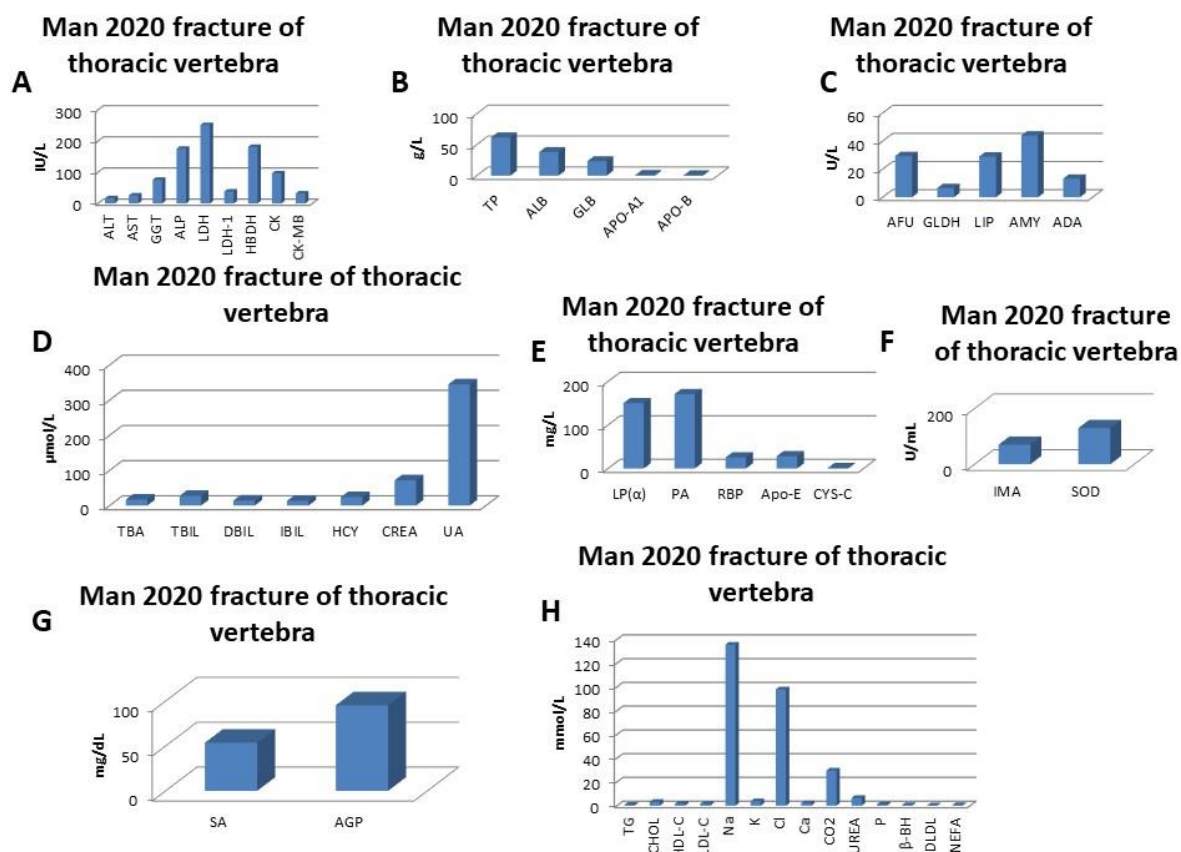 Man 2020 fracture of
thoracic vertebra
A
300
200
100
0
IU/L
ALT
AST
GGT
ALP
LDH
LDH-1
HBDH
CK
CK-MB
Man 2020 fracture of
thoracic vertebra
B
100
50
0
g/L
TP
ALB
GLB
APO-A1
APO-B
Man 2020 fracture of
thoracic vertebra
C
60
40
20
0
U/L
AFU GLDH LIP AMY ADA
Man 2020 fracture of thoracic
vertebra
D
400
300
200
100
0
µmol/L
TBA TBIL DBIL IBIL HCY CREA UA
Man 2020 fracture of
thoracic vertebra
E
200
100
0
mg/L
LP(α) PA RBP Apo-E CYS-C
Man 2020 fracture
of thoracic vertebra
F
200
0
U/mL
IMA SOD
Man 2020 fracture of thoracic
vertebra
G
100
50
0
mg/dL
SA AGP
Man 2020 fracture of thoracic
vertebra
H
140
120
100
80
60
40
20
0
mmol/L
TG
CHOL
HDL-C
LDL-C
Na
K
Cl
Ca
CO2
UREA
P
β-BH
DLDL
NEFA